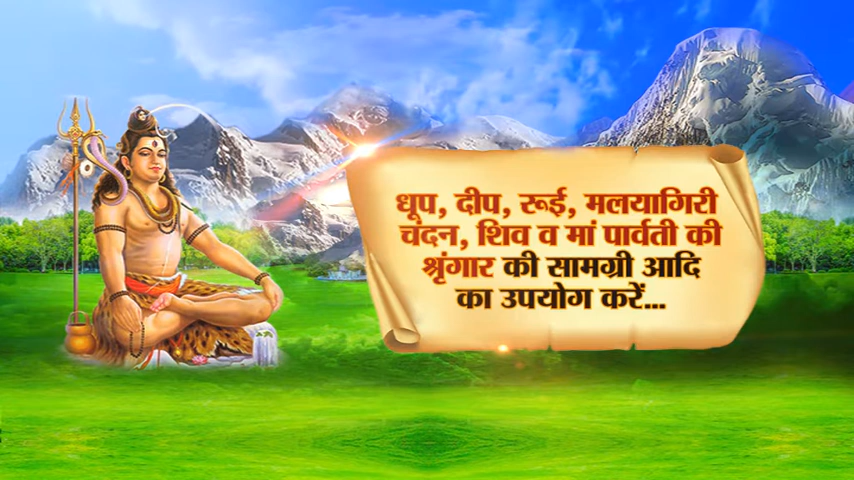 धूप, दीप, रूई, मलयागिरी
चंदन, शिव व मां पार्वती की
श्रृंगार की सामग्री आदि
का उपयोग करें...